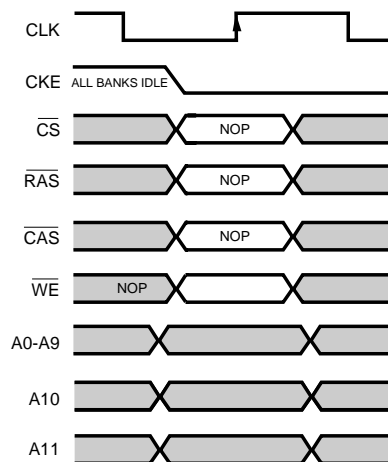 CLK
CKE ALL BANKS IDLE
CS NOP
RAS NOP
CAS NOP
WE NOP
A0-A9
A10
A11